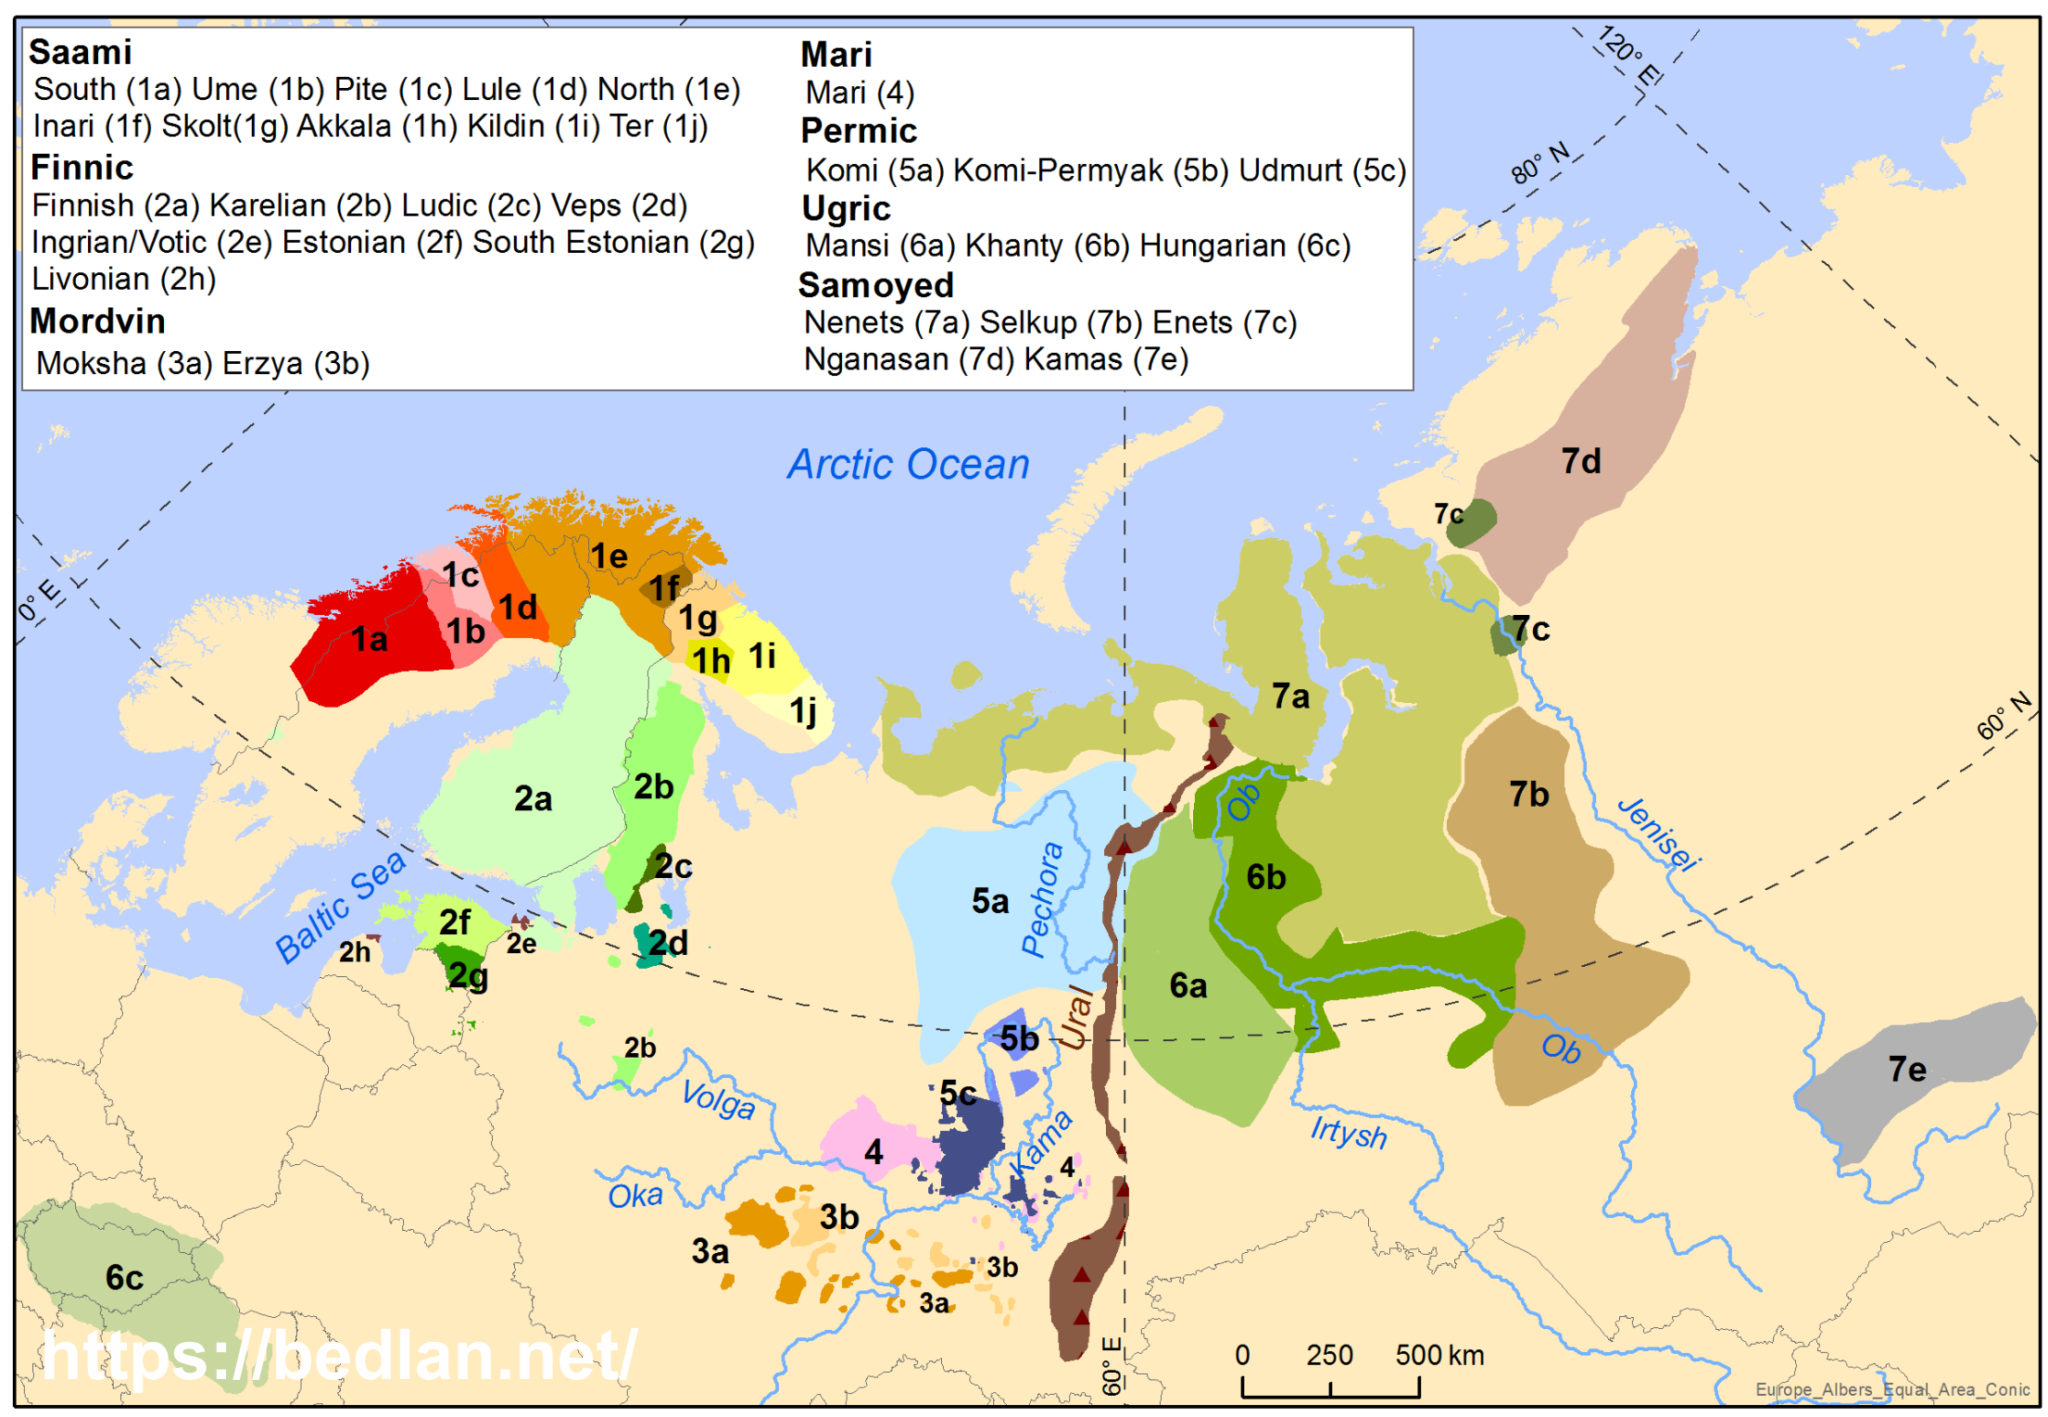 Saami
South (1a) Ume (1b) Pite (1c) Lule (1d) North (1e)
Inari (1f) Skolt(1g) Akkala (1h) Kildin (1i) Ter (1j)
Finnic
Finnish (2a) Karelian (2b) Ludic (2c) Veps (2d)
Ingrian/Votic (2e) Estonian (2f) South Estonian (2g)
Livonian (2h)
Mordvin
Moksha (3a) Erzya (3b)
Mari
Mari (4)
Permic
Komi (5a) Komi-Permyak (5b) Udmurt (5c)
Ugric
Mansi (6a) Khanty (6b) Hungarian (6c)
Samoyed
Nenets (7a) Selkup (7b) Enets (7c)
Nganasan (7d) Kamas (7e)
120° E
80° N
Arctic Ocean
7d
7c
1e
1c
1f
0° E
1d
1g
1a
1b
7c
1h
1i
7a
1j
60° N
2a
2b
Ob
7b
Jenisei
2c
6b
Baltic Sea
Pechora
5a
2f
2e
2d
2h
2g
6a
Ural
5b
2b
Ob
7e
5c
Volga
Kama
Irtysh
4
4
Oka
3b
3a
3b
6c
3a
https://bedlan.net/
60° E
0 250 500 km
Europe_Albers_Equal_Area_Conic